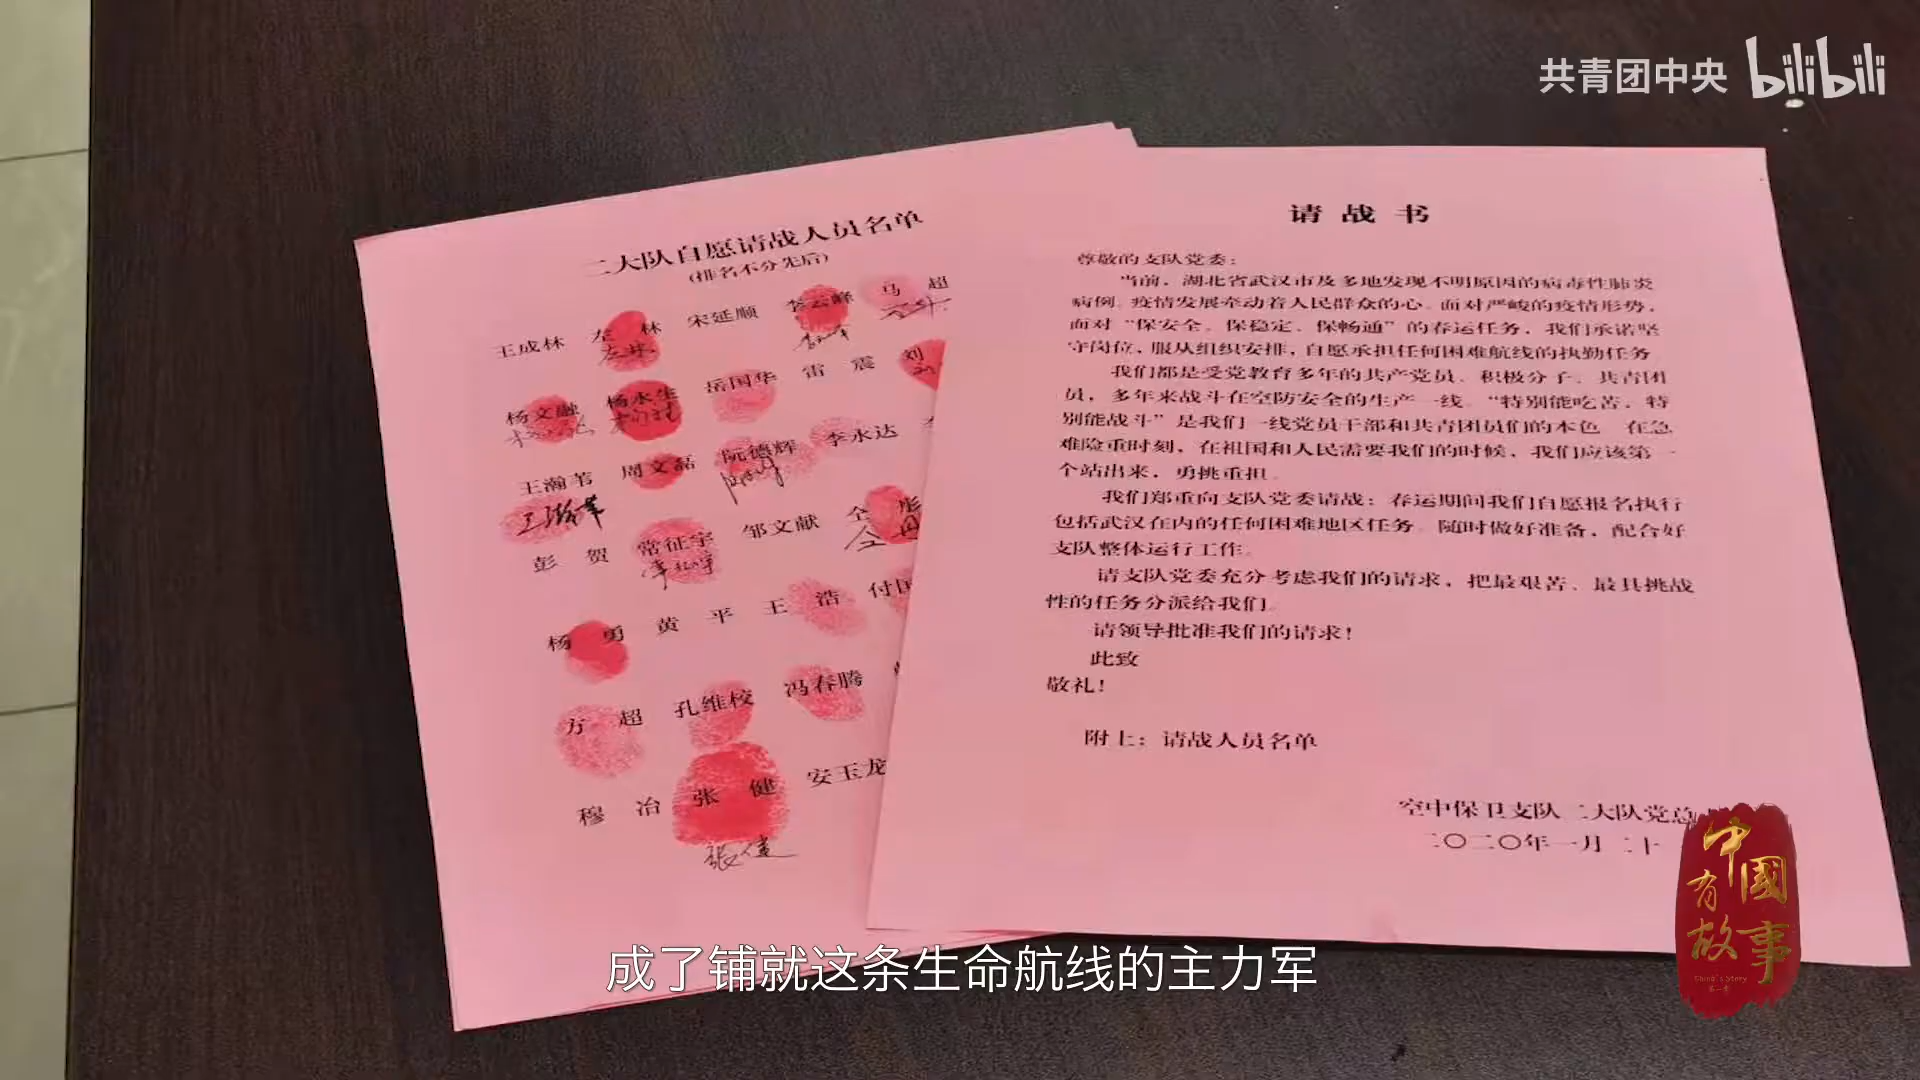 共青团中央 bilibili
二大队自愿请战人员名单
(排名不分先后)
王成林 左林 宋延顺 李云峰 马超
左林
杨文融 杨永生 岳国华 雷震 刘
王瀚苇 周文磊 阮德辉 李永达
王瀚苇
彭贺 常征宇 邹文献 仝彤
常征宇
杨勇 黄平 王浩 付国
方超 孔维校 冯春腾
穆冶 张健 安玉龙
张健
请战书
尊敬的支队党委：
当前，湖北省武汉市及多地发现不明原因的病毒性肺炎
病例。疫情发展牵动着人民群众的心。面对严峻的疫情形势，
面对“保安全、保稳定、保畅通”的春运任务，我们承诺坚
守岗位，服从组织安排，自愿承担任何困难航线的执勤任务
我们都是受党教育多年的共产党员、积极分子、共青团
员，多年来战斗在空防安全的生产一线。“特别能吃苦，特
别能战斗”是我们一线党员干部和共青团员们的本色 在急
难险重时刻，在祖国和人民需要我们的时候，我们应该第一
个站出来，勇挑重担。
我们郑重向支队党委请战：春运期间我们自愿报名执行
包括武汉在内的任何困难地区任务。随时做好准备，配合好
支队整体运行工作。
请支队党委充分考虑我们的请求，把最艰苦、最具挑战
性的任务分派给我们。
请领导批准我们的请求！
此致
敬礼！
附上：请战人员名单
空中保卫支队二大队党总
二〇二〇年一月二十
中国有故事
China's Story
成了铺就这条生命航线的主力军